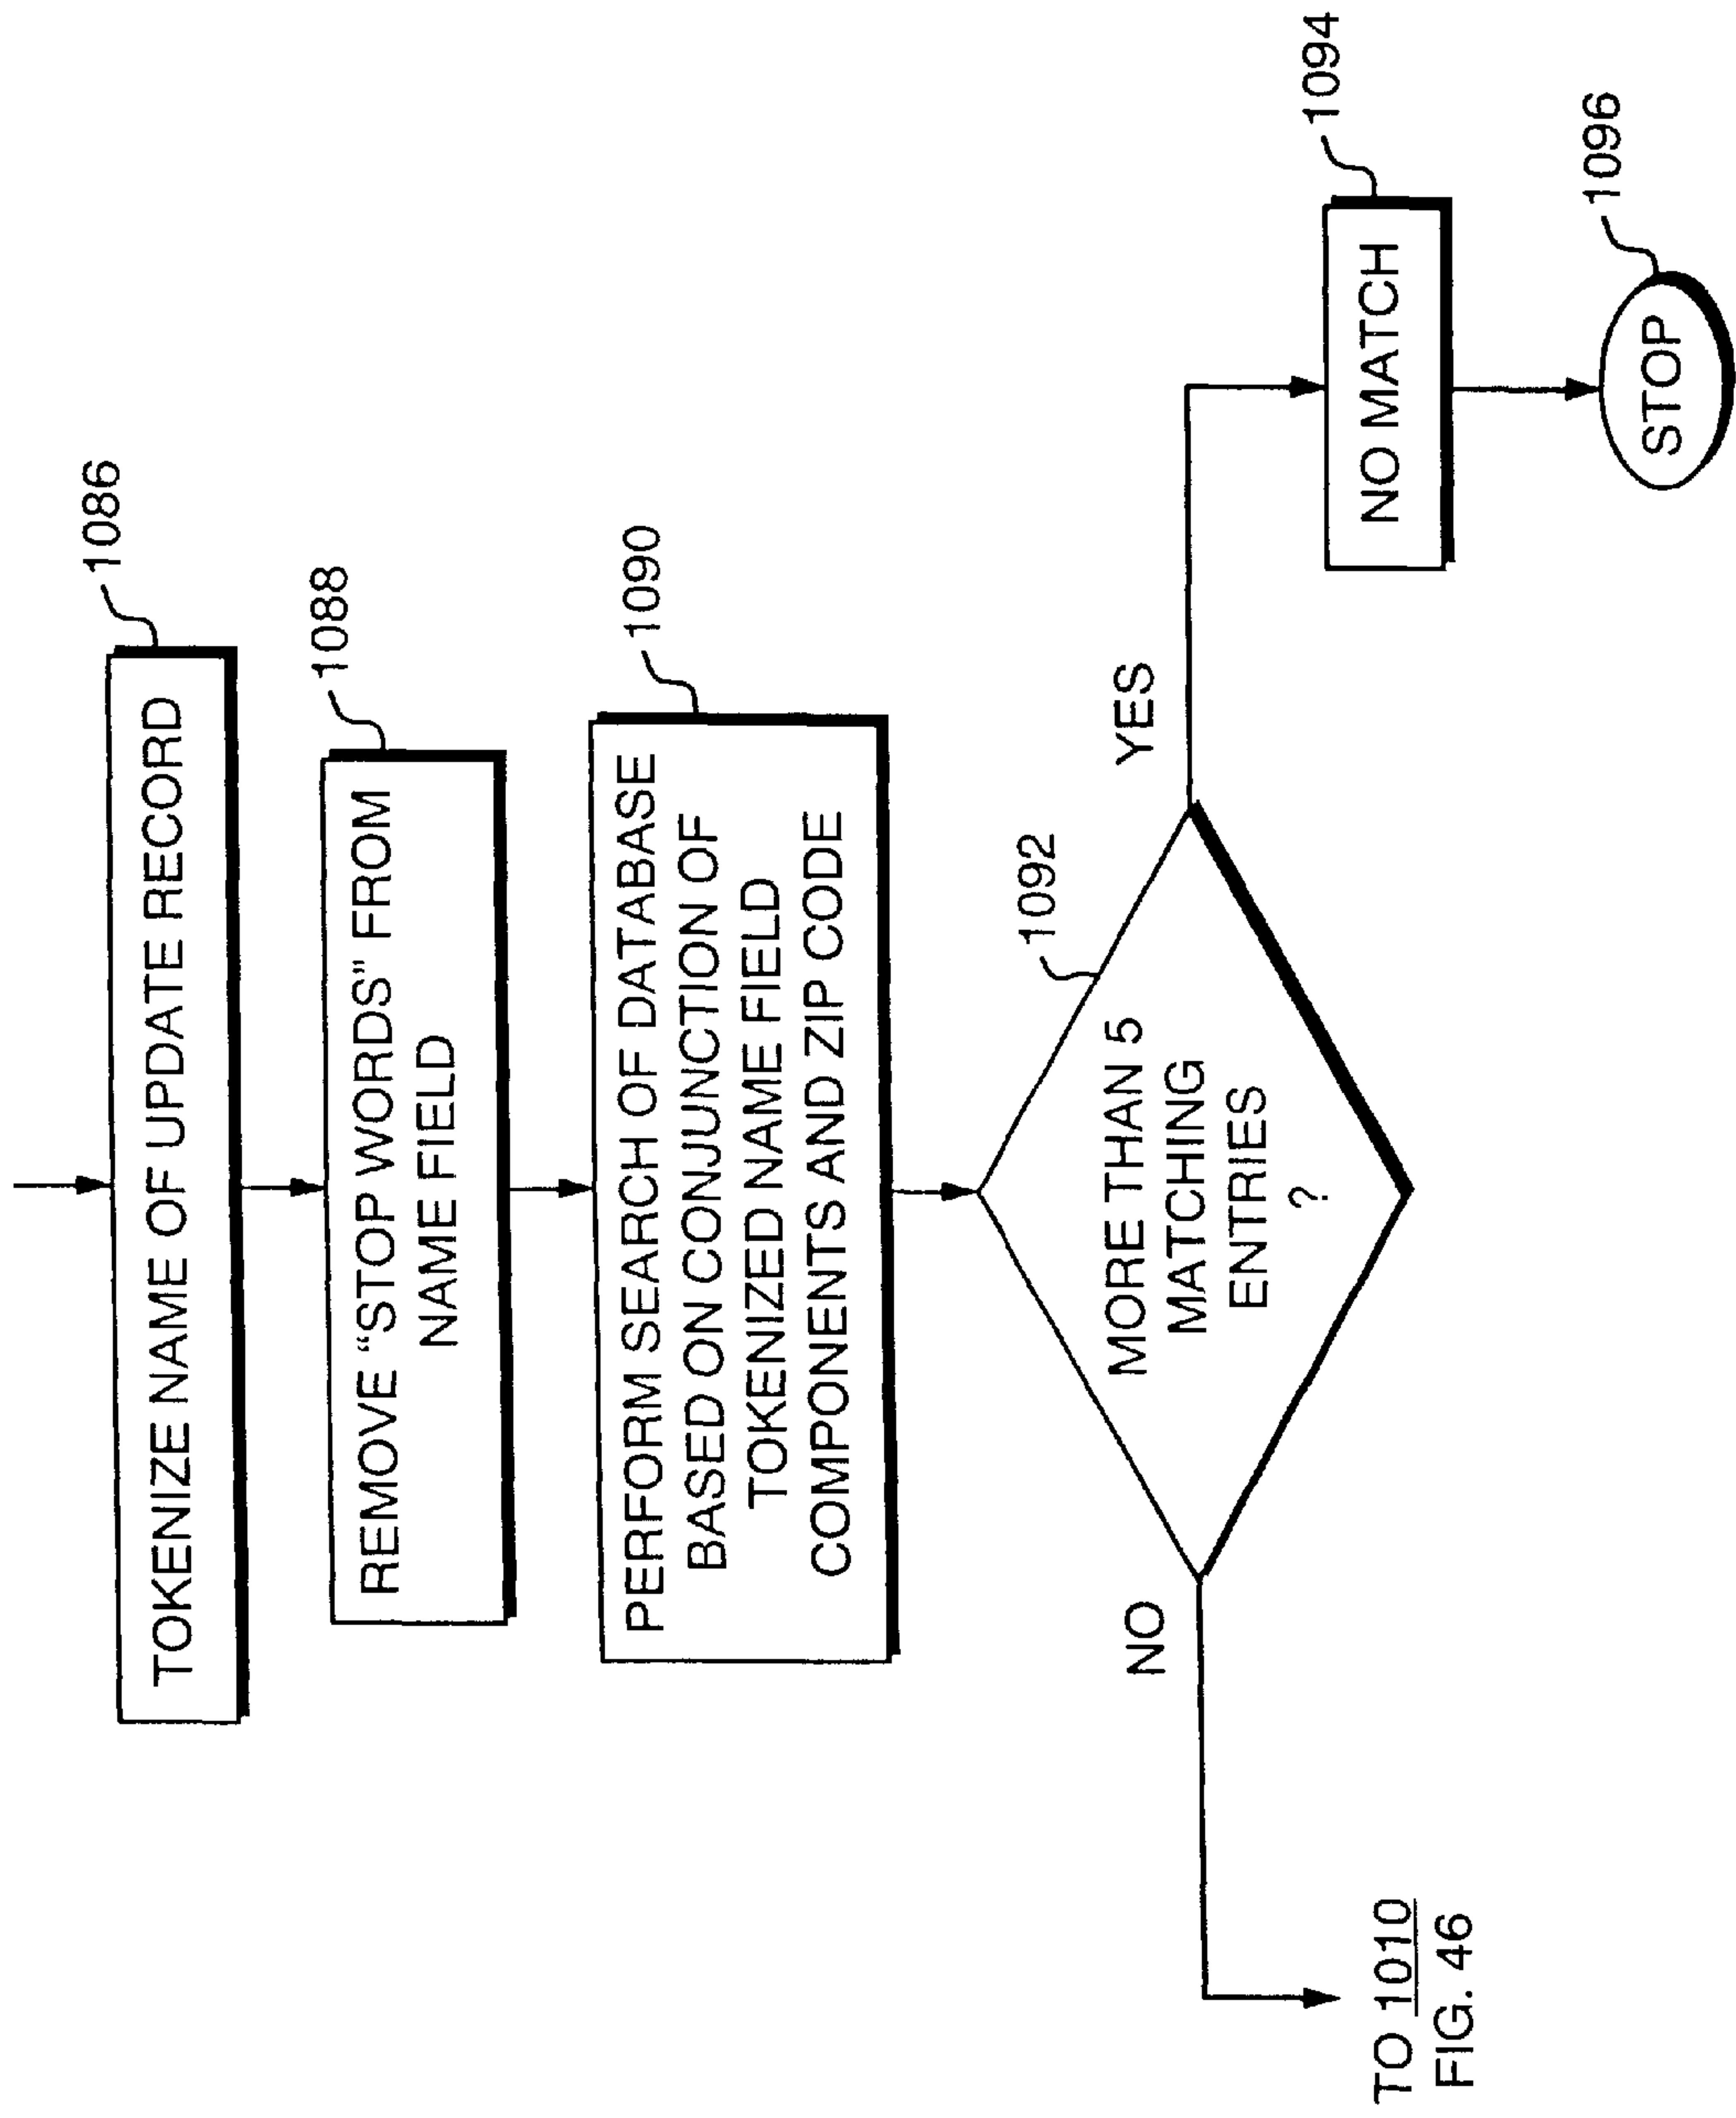 1086
TOKENIZE NAME OF UPDATE RECORD
1088
REMOVE “STOP WORDS” FROM
NAME FIELD
1090
PERFORM SEARCH OF DATABASE
BASED ON CONJUNCTION OF
TOKENIZED NAME FIELD
COMPONENTS AND ZIP CODE
1092
MORE THAN 5
MATCHING
ENTRIES
?
NO
YES
TO 1010
FIG. 46
1094
NO MATCH
1096
STOP